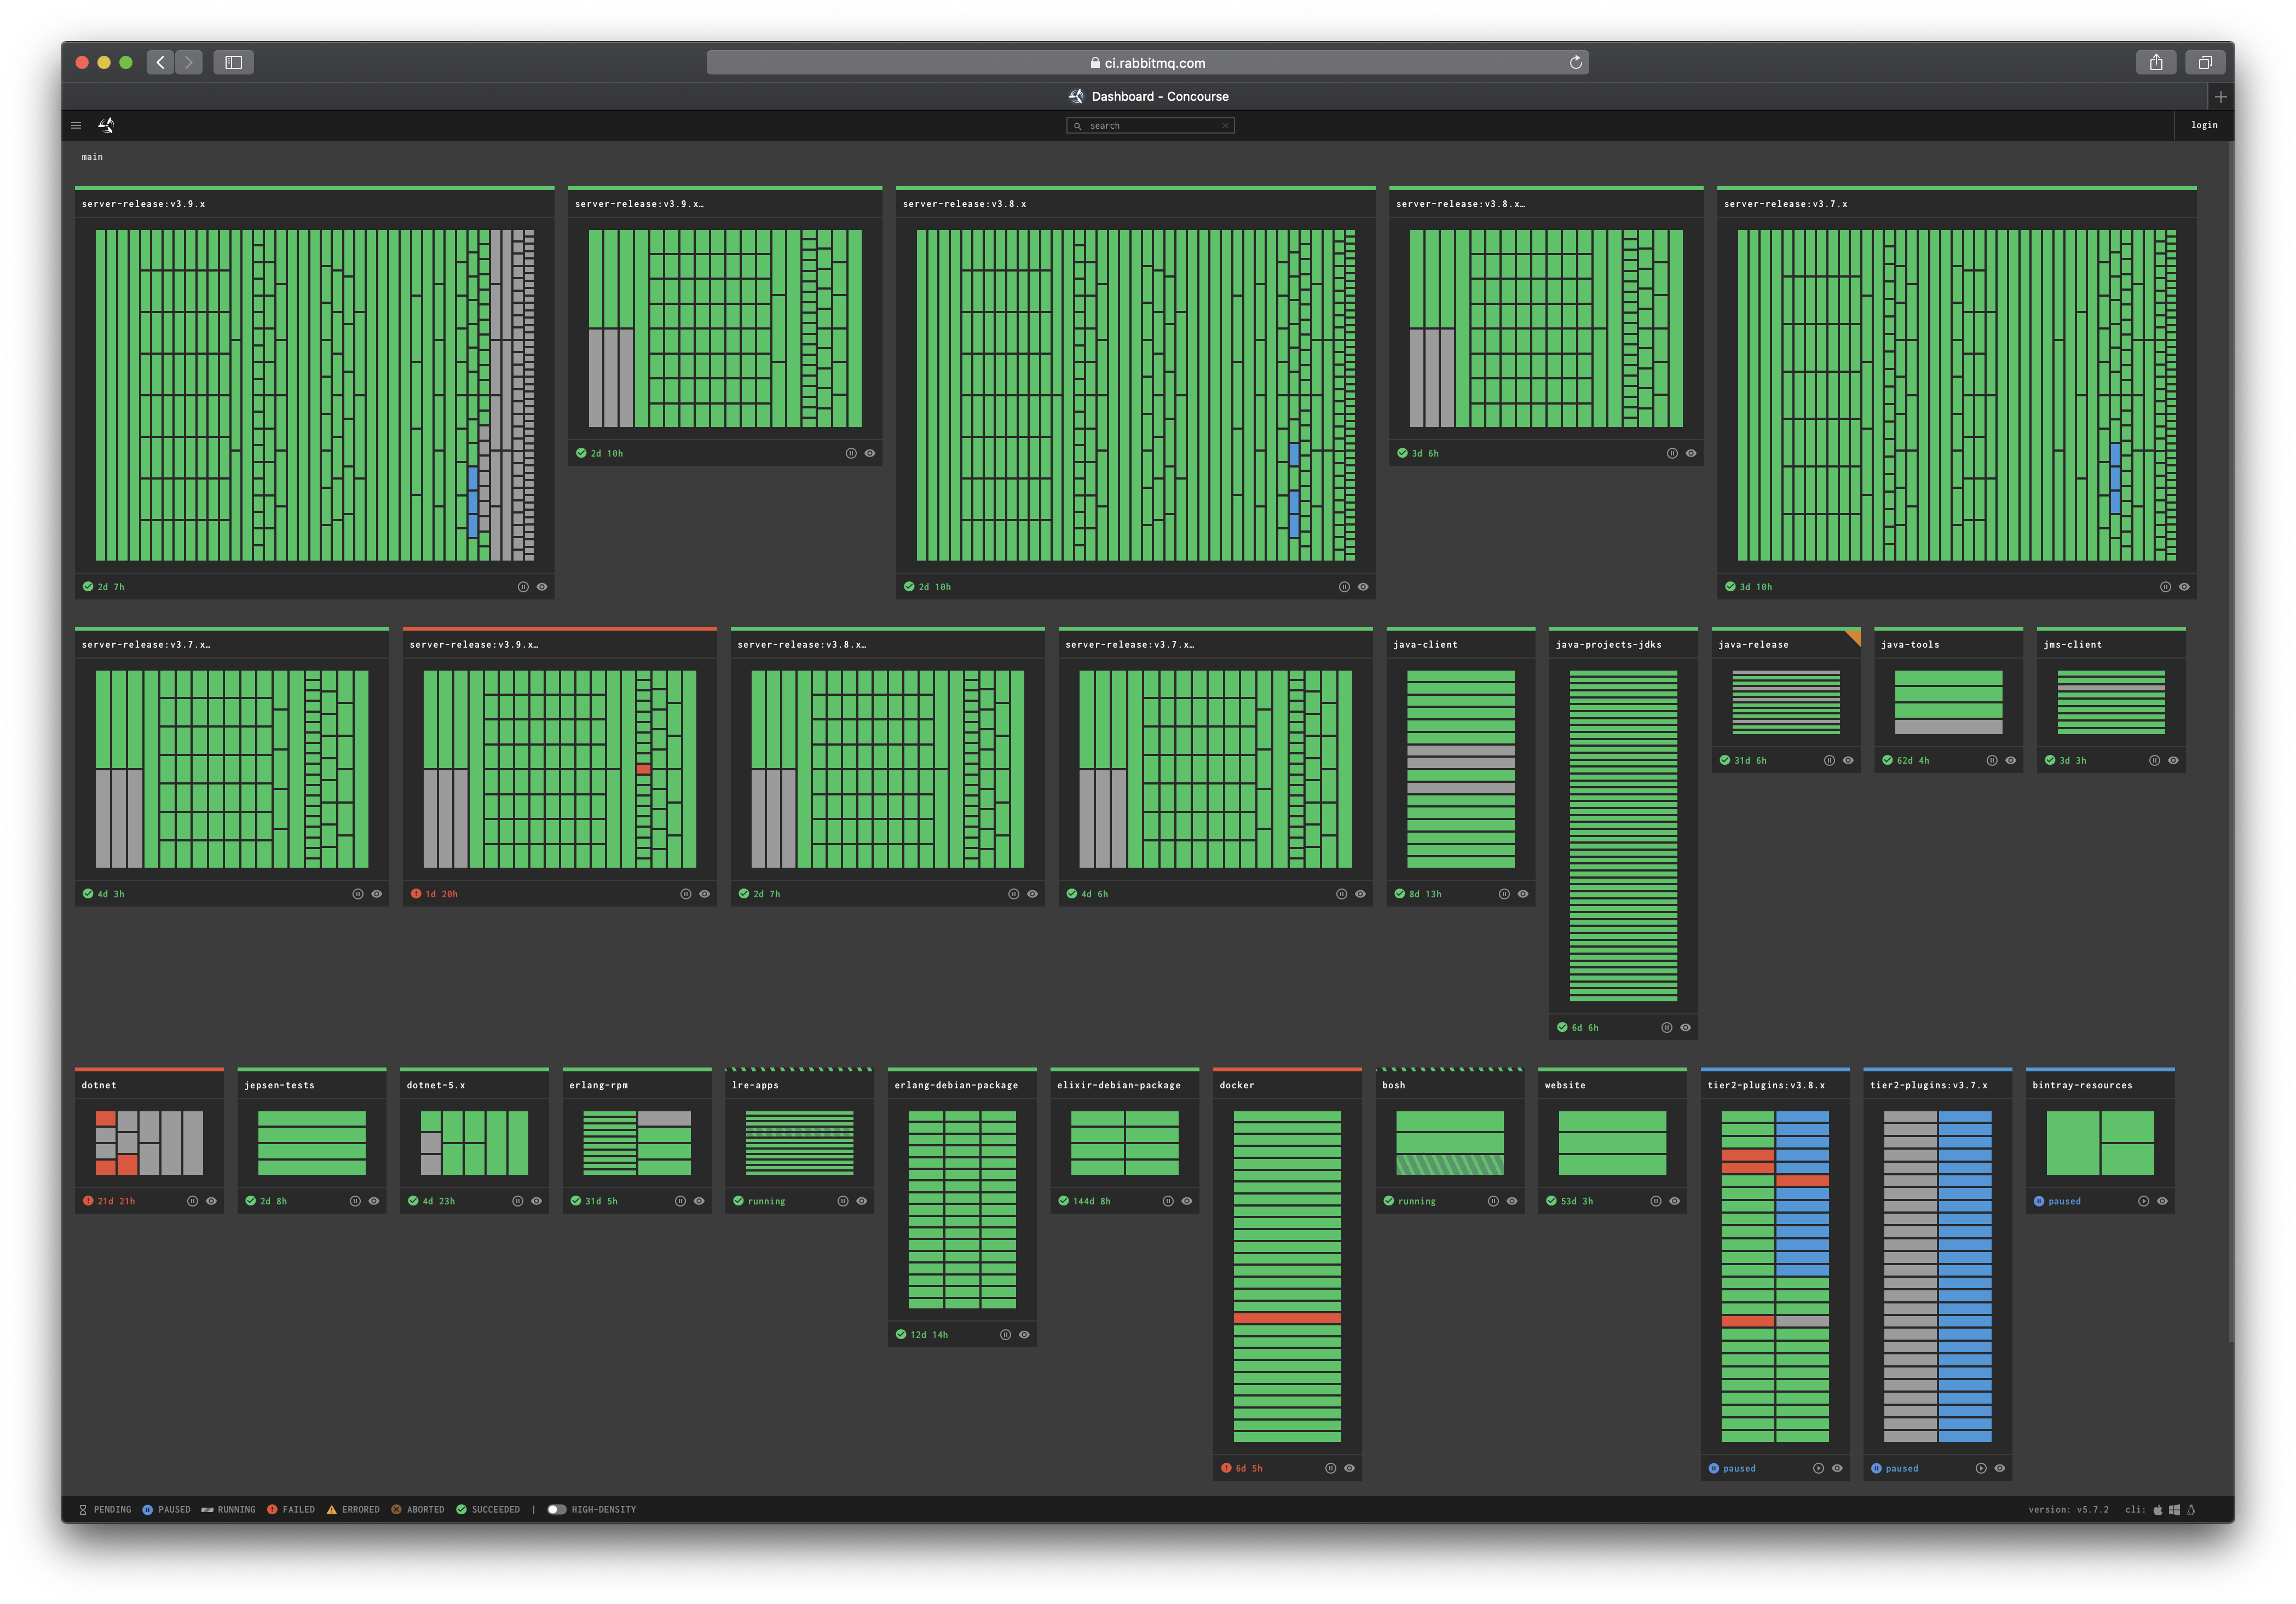 ci.rabbitmq.com
Dashboard - Concourse
search
login
main
server-release:v3.9.x
server-release:v3.9.x…
server-release:v3.8.x
server-release:v3.8.x…
server-release:v3.7.x
2d 10h
3d 6h
2d 7h
2d 10h
3d 10h
server-release:v3.7.x…
server-release:v3.9.x…
server-release:v3.8.x…
server-release:v3.7.x…
java-client
java-projects-jdks
java-release
java-tools
jms-client
31d 6h
62d 4h
3d 3h
4d 3h
1d 20h
2d 7h
4d 6h
8d 13h
6d 6h
dotnet
jepsen-tests
dotnet-5.x
erlang-rpm
lre-apps
erlang-debian-package
elixir-debian-package
docker
bosh
website
tier2-plugins:v3.8.x
tier2-plugins:v3.7.x
bintray-resources
21d 21h
2d 8h
4d 23h
31d 5h
running
144d 8h
running
53d 3h
paused
12d 14h
6d 5h
paused
paused
PENDING PAUSED RUNNING FAILED ERRORED ABORTED SUCCEEDED | HIGH-DENSITY
version: v5.7.2 cli: